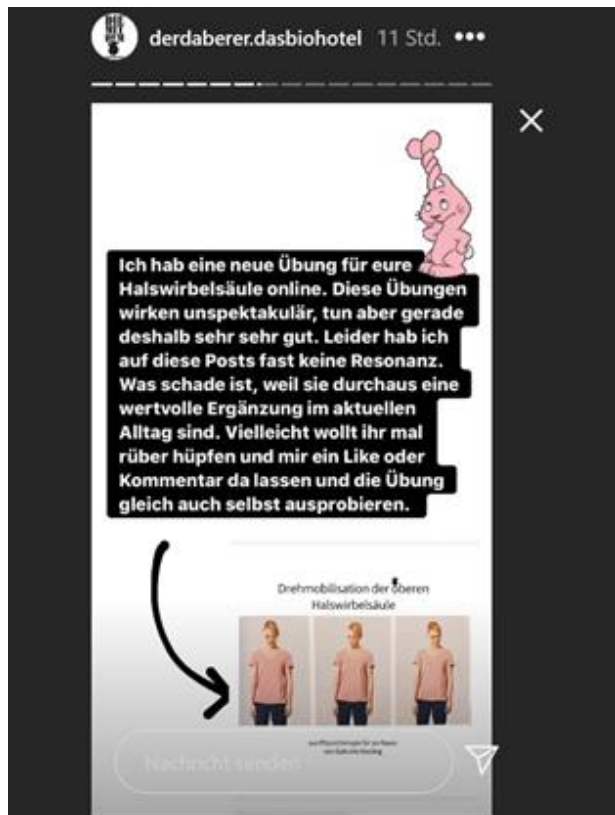 derdaberer.dasbiohotel 11 Std.
Ich hab eine neue Übung für eure
Halswirbelsäule online. Diese Übungen
wirken unspektakulär, tun aber gerade
deshalb sehr sehr gut. Leider hab ich
auf diese Posts fast keine Resonanz.
Was schade ist, weil sie durchaus eine
wertvolle Ergänzung im aktuellen
Alltag sind. Vielleicht wollt ihr mal
rüber hüpfen und mir ein Like oder
Kommentar da lassen und die Übung
gleich auch selbst ausprobieren.
Drehmobilisation der oberen
Halswirbelsäule
Nachricht senden